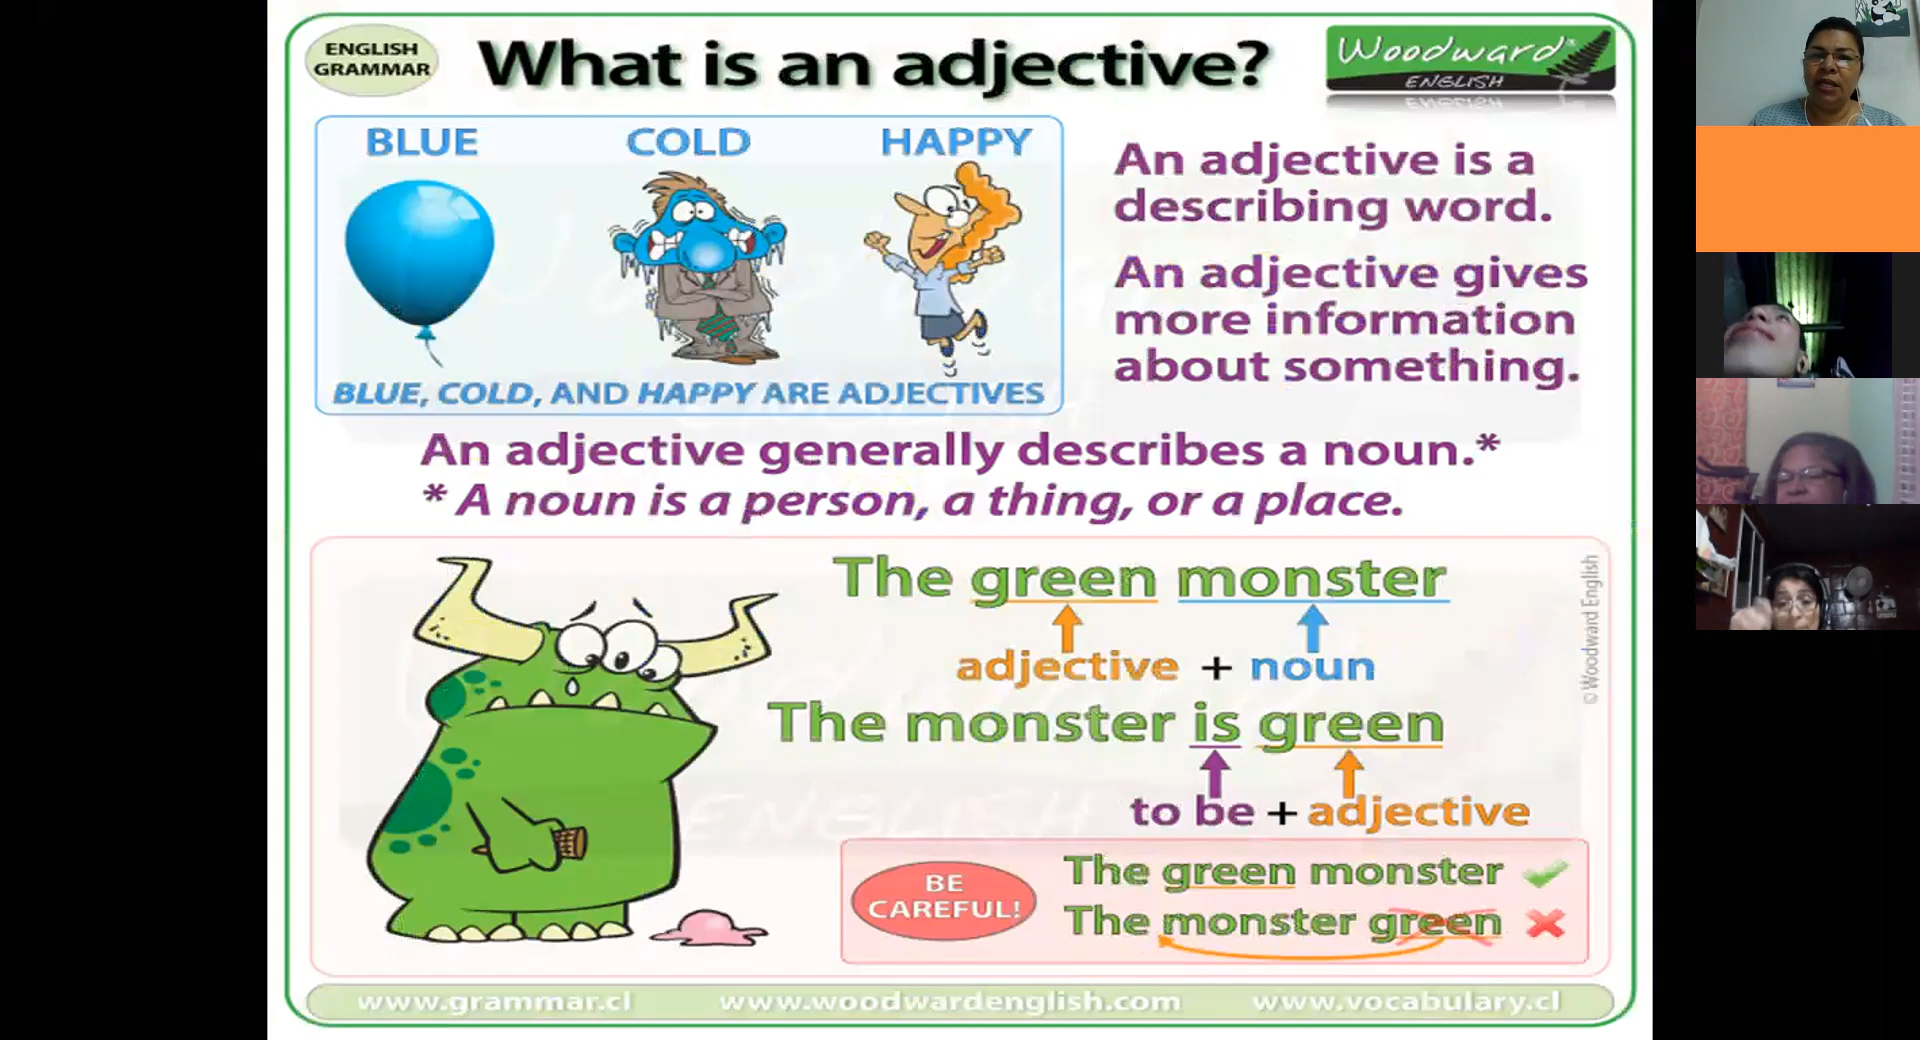 ENGLISH
GRAMMAR
What is an adjective?
Woodward®
ENGLISH
BLUE
COLD
HAPPY
BLUE, COLD, AND HAPPY ARE ADJECTIVES
An adjective is a
describing word.
An adjective gives
more information
about something.
An adjective generally describes a noun.*
* A noun is a person, a thing, or a place.
The green monster
adjective + noun
The monster is green
to be + adjective
© Woodward English
BE
CAREFUL!
The green monster
The monster green
www.grammar.cl
www.woodwardenglish.com
www.vocabulary.cl